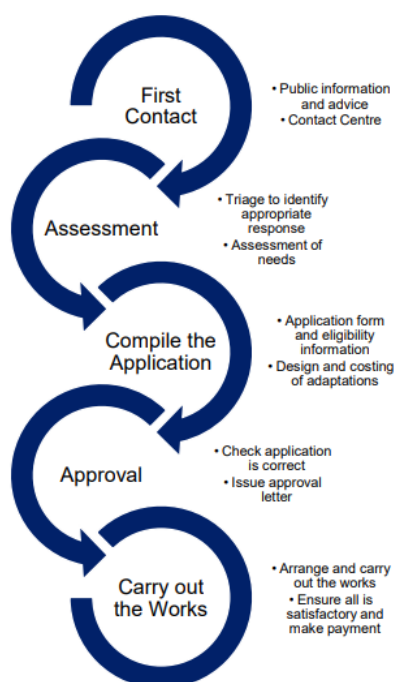 First
Contact
• Public information
and advice
• Contact Centre
Assessment
• Triage to identify
appropriate
response
• Assessment of
needs
Compile the
Application
• Application form
and eligibility
information
• Design and costing
of adaptations
Approval
• Check application
is correct
• Issue approval
letter
Carry out
the Works
• Arrange and carry
out the works
• Ensure all is
satisfactory and
make payment